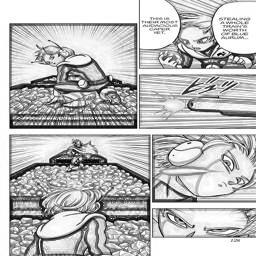 STEALING
A WHOLE
TRAIN'S
WORTH
OF BLUE
AURUM...
THIS IS
THEIR MOST
AUDACIOUS
CAPER
YET.